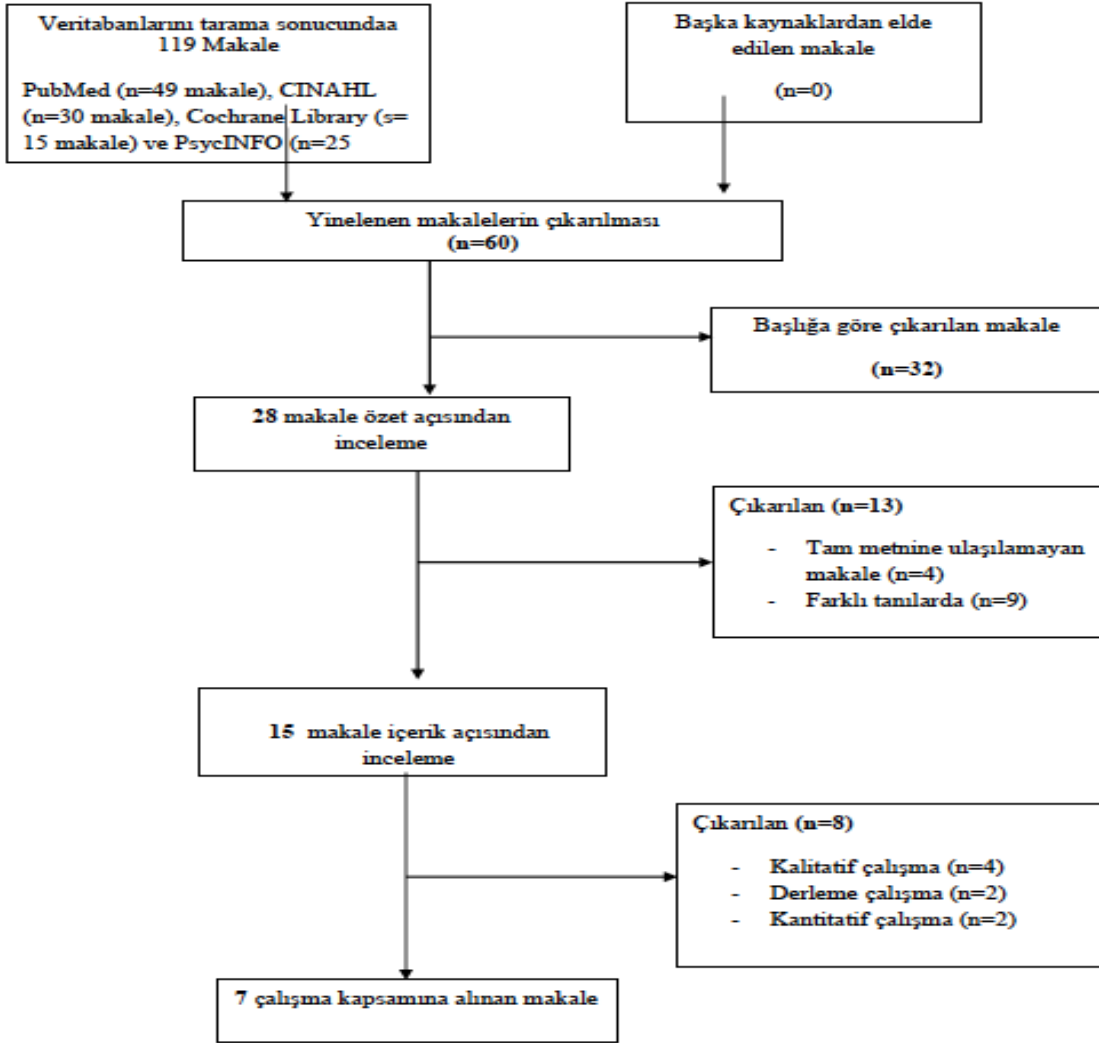 Veritabanlarını tarama sonucundaa
119 Makale
PubMed (n=49 makale), CINAHL
(n=30 makale), Cochrane Library (s=
15 makale) ve PsycINFO (n=25
Başka kaynaklardan elde
edilen makale
(n=0)
Yinelenen makalelerin çıkarılması
(n=60)
Başlığa göre çıkarılan makale
(n=32)
28 makale özet açısından
inceleme
Çıkarılan (n=13)
- Tam metnine ulaşılamayan
makale (n=4)
- Farklı tanılarda (n=9)
15 makale içerik açısından
inceleme
Çıkarılan (n=8)
- Kalitatif çalışma (n=4)
- Derleme çalışma (n=2)
- Kantitatif çalışma (n=2)
7 çalışma kapsamına alınan makale